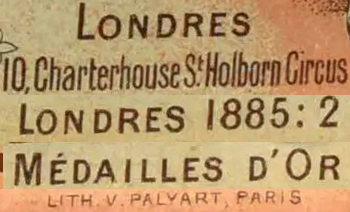 LONDRES
10, Charterhouse St Holborn Circus
LONDRES 1885: 2
MÉDAILLES D'OR
LITH. V. PALYART, PARIS